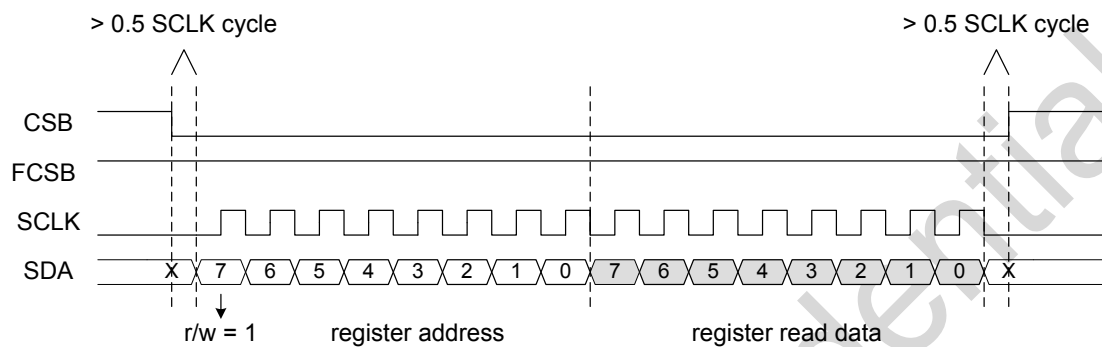 > 0.5 SCLK cycle > 0.5 SCLK cycle
CSB
FCSB
SCLK
SDA X 7 6 5 4 3 2 1 0 7 6 5 4 3 2 1 0 X
r/w = 1 register address register read data